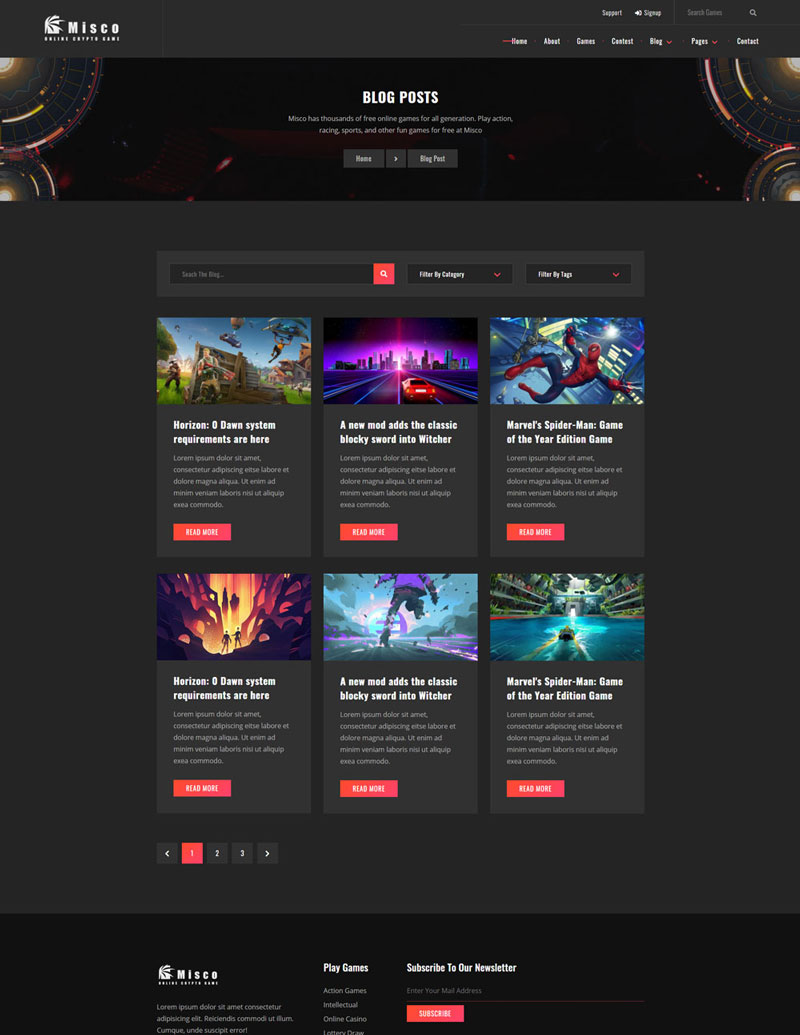 Support
Signup
Search Games
Misco
ONLINE CRYPTO GAME
Home
About
Games
Contest
Blog
Pages
Contact
BLOG POSTS
Misco has thousands of free online games for all generation. Play action,
racing, sports, and other fun games for free at Misco
Home
Blog Post
Seach The Blog...
Filter By Category
Filter By Tags
Horizon: O Dawn system
requirements are here
Lorem ipsum dolor sit amet,
consectetur adipiscing eitse labore et
dolore magna aliqua. Ut enim ad
minim veniam laboris nisi ut aliquip
exea commodo.
READ MORE
A new mod adds the classic
blocky sword into Witcher
Lorem ipsum dolor sit amet,
consectetur adipiscing eitse labore et
dolore magna aliqua. Ut enim ad
minim veniam laboris nisi ut aliquip
exea commodo.
READ MORE
Marvel's Spider-Man: Game
of the Year Edition Game
Lorem ipsum dolor sit amet,
consectetur adipiscing eitse labore et
dolore magna aliqua. Ut enim ad
minim veniam laboris nisi ut aliquip
exea commodo.
READ MORE
Horizon: O Dawn system
requirements are here
Lorem ipsum dolor sit amet,
consectetur adipiscing eitse labore et
dolore magna aliqua. Ut enim ad
minim veniam laboris nisi ut aliquip
exea commodo.
READ MORE
A new mod adds the classic
blocky sword into Witcher
Lorem ipsum dolor sit amet,
consectetur adipiscing eitse labore et
dolore magna aliqua. Ut enim ad
minim veniam laboris nisi ut aliquip
exea commodo.
READ MORE
Marvel's Spider-Man: Game
of the Year Edition Game
Lorem ipsum dolor sit amet,
consectetur adipiscing eitse labore et
dolore magna aliqua. Ut enim ad
minim veniam laboris nisi ut aliquip
exea commodo.
READ MORE
1
2
3
Misco
ONLINE CRYPTO GAME
Lorem ipsum dolor sit amet consectetur
adipisicing elit. Reiciendis commodi ut illum.
Cumque, unde suscipit error!
Play Games
Action Games
Intellectual
Online Casino
Lottery Draw
Subscribe To Our Newsletter
Enter Your Mail Address
SUBSCRIBE